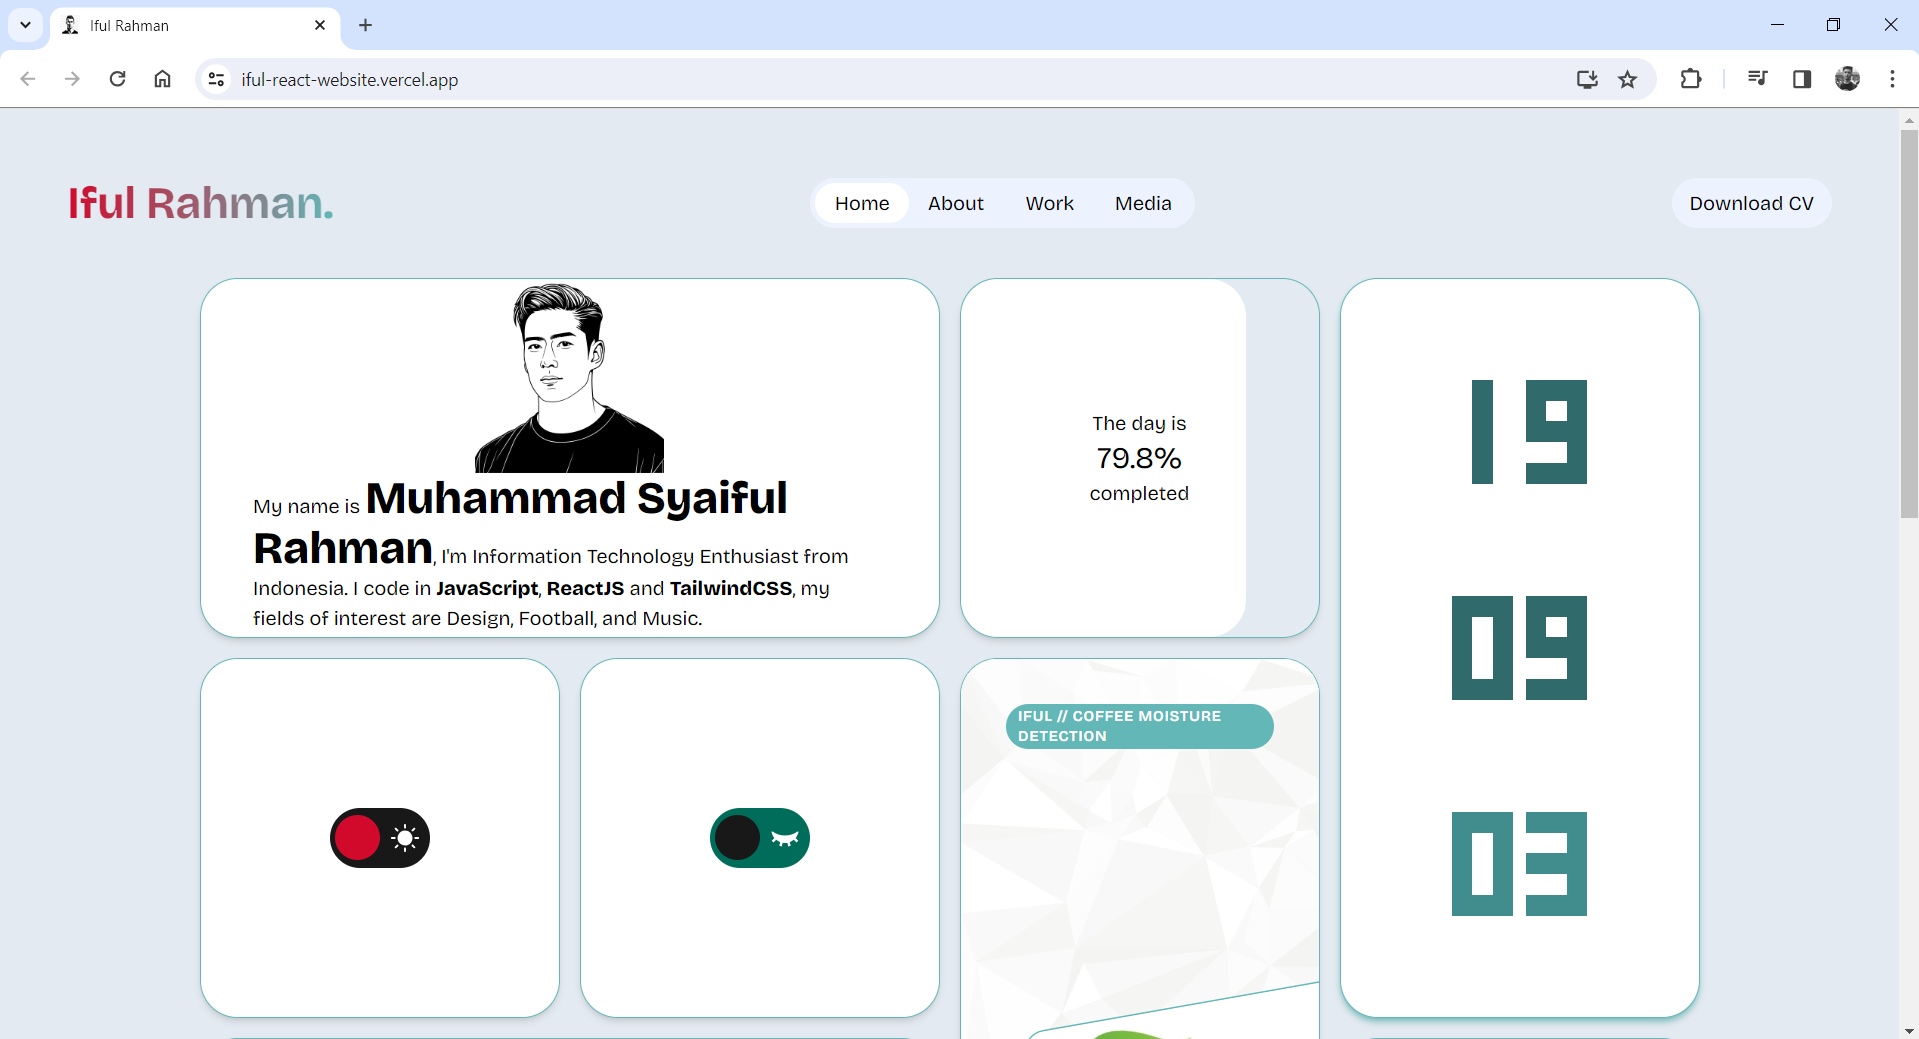 Iful Rahman
iful-react-website.vercel.app
Iful Rahman.
Home About Work Media
Download CV
My name is Muhammad Syaiful
Rahman, I'm Information Technology Enthusiast from
Indonesia. I code in JavaScript, ReactJS and TailwindCSS, my
fields of interest are Design, Football, and Music.
The day is
79.8%
completed
19
09
03
IFUL // COFFEE MOISTURE
DETECTION